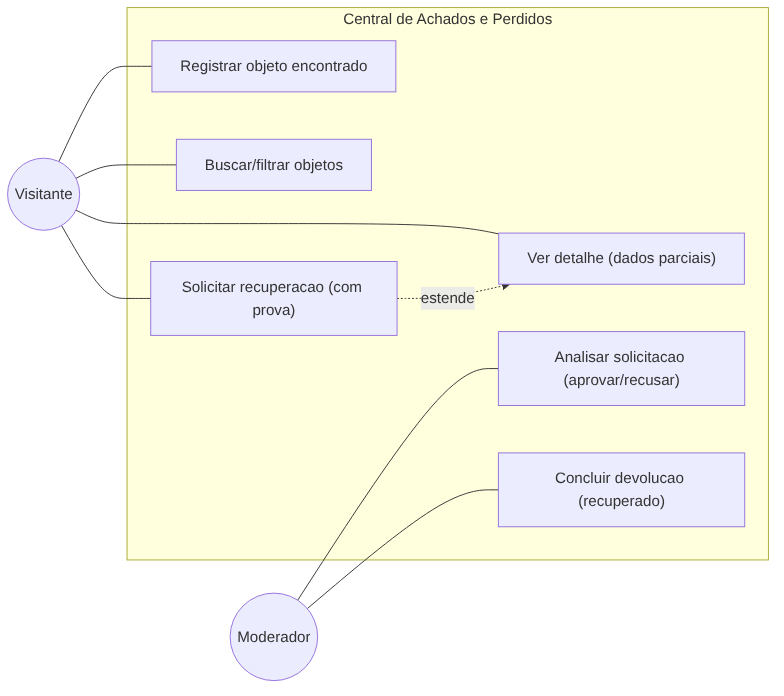 Central de Achados e Perdidos
Registrar objeto encontrado
Buscar/filtrar objetos
Visitante
Ver detalhe (dados parciais)
Solicitar recuperacao (com
prova)
estende
Analisar solicitacao
(aprovar/recusar)
Concluir devolucao
(recuperado)
Moderador